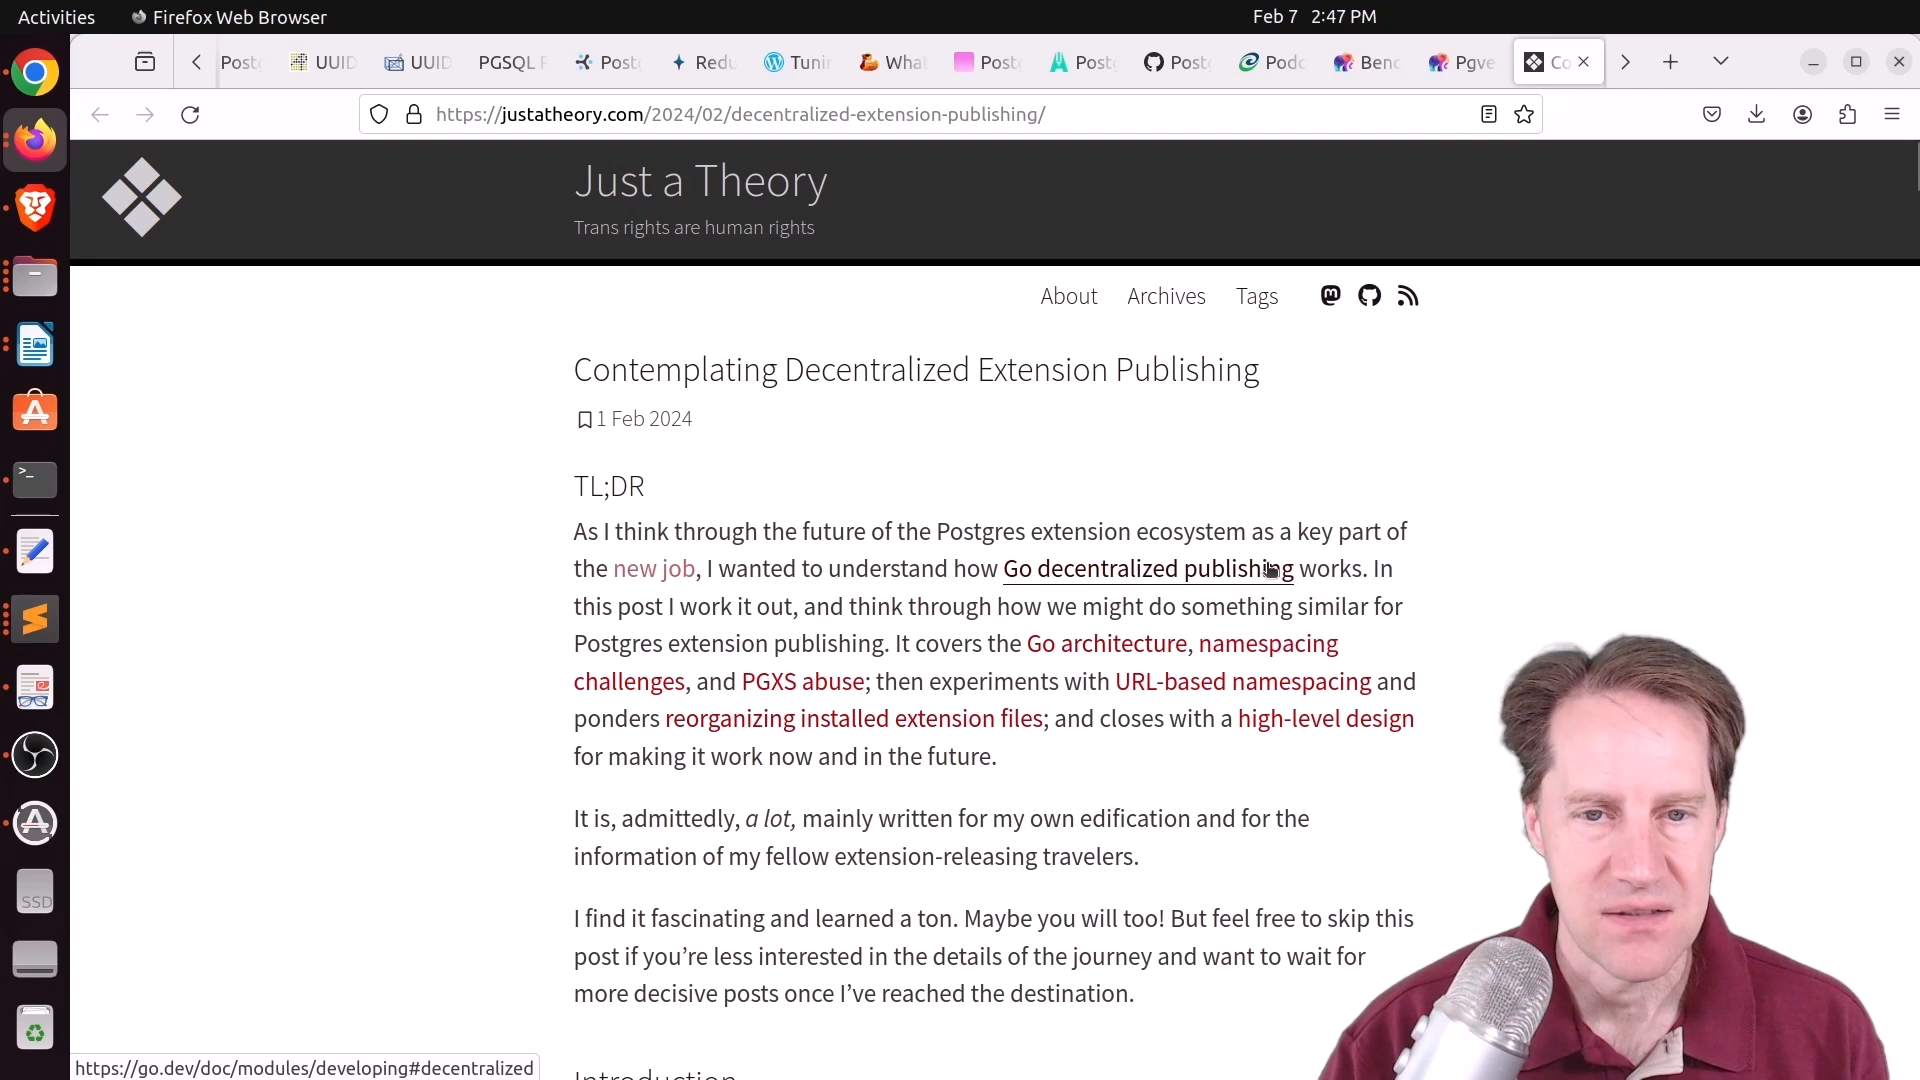 Activities
Firefox Web Browser
Feb 7 2:47 PM
UUID
UUID
PGSQL
Post
Redu
What
Post
Post
Post
Pgve
Co
https://justatheory.com/2024/02/decentralized-extension-publishing/
Just a Theory
Trans rights are human rights
About Archives Tags
Contemplating Decentralized Extension Publishing
1 Feb 2024
TL;DR
As I think through the future of the Postgres extension ecosystem as a key part of
the new job, I wanted to understand how Go decentralized publishing works. In
this post I work it out, and think through how we might do something similar for
Postgres extension publishing. It covers the Go architecture, namespacing
challenges, and PGXS abuse; then experiments with URL-based namespacing and
ponders reorganizing installed extension files; and closes with a high-level design
for making it work now and in the future.
It is, admittedly, a lot, mainly written for my own edification and for the
information of my fellow extension-releasing travelers.
I find it fascinating and learned a ton. Maybe you will too! But feel free to skip this
post if you’re less interested in the details of the journey and want to wait for
more decisive posts once I’ve reached the destination.
Introduction
https://go.dev/doc/modules/developing#decentralized
SSD